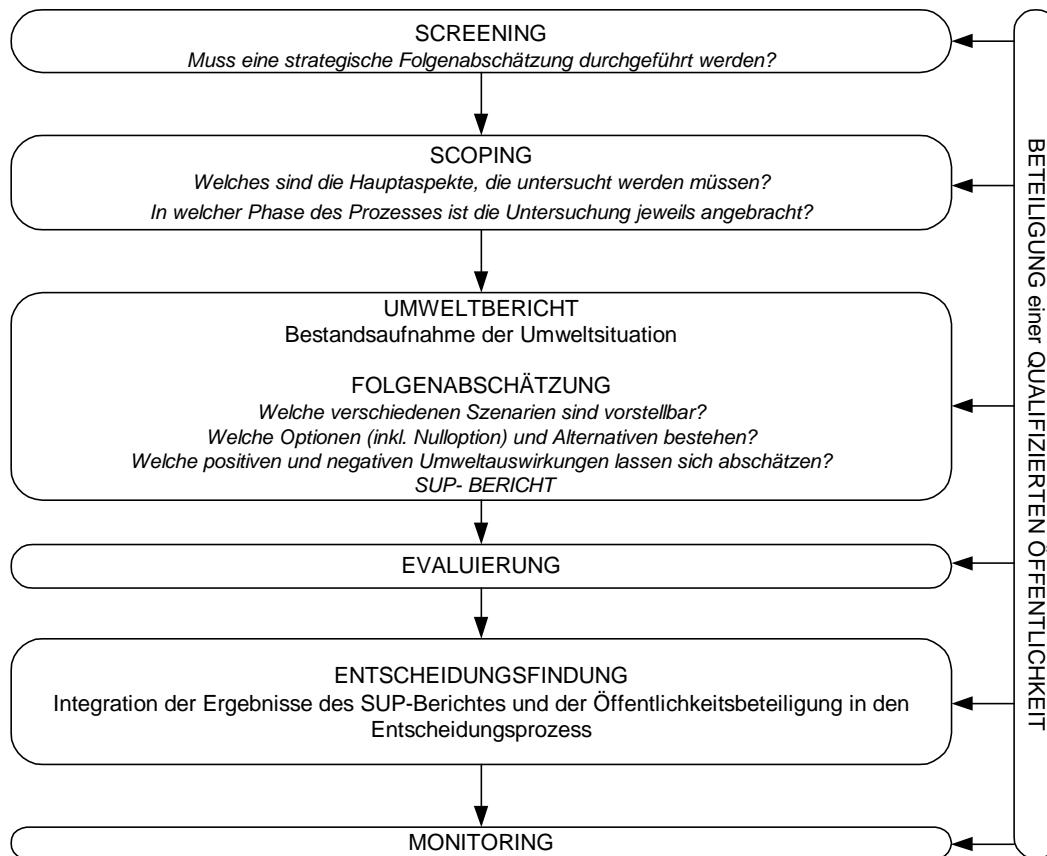 SCREENING
Muss eine strategische Folgenabschätzung durchgeführt werden?
SCOPING
Welches sind die Hauptaspekte, die untersucht werden müssen?
In welcher Phase des Prozesses ist die Untersuchung jeweils angebracht?
UMWELTBERICHT
Bestandsaufnahme der Umweltsituation
FOLGENABSCHÄTZUNG
Welche verschiedenen Szenarien sind vorstellbar?
Welche Optionen (inkl. Nulloption) und Alternativen bestehen?
Welche positiven und negativen Umweltauswirkungen lassen sich abschätzen?
SUP- BERICHT
EVALUIERUNG
ENTSCHEIDUNGSFINDUNG
Integration der Ergebnisse des SUP-Berichtes und der Öffentlichkeitsbeteiligung in den
Entscheidungsprozess
MONITORING
BETEILIGUNG einer QUALIFIZIERTEN ÖFFENTLICHKEIT